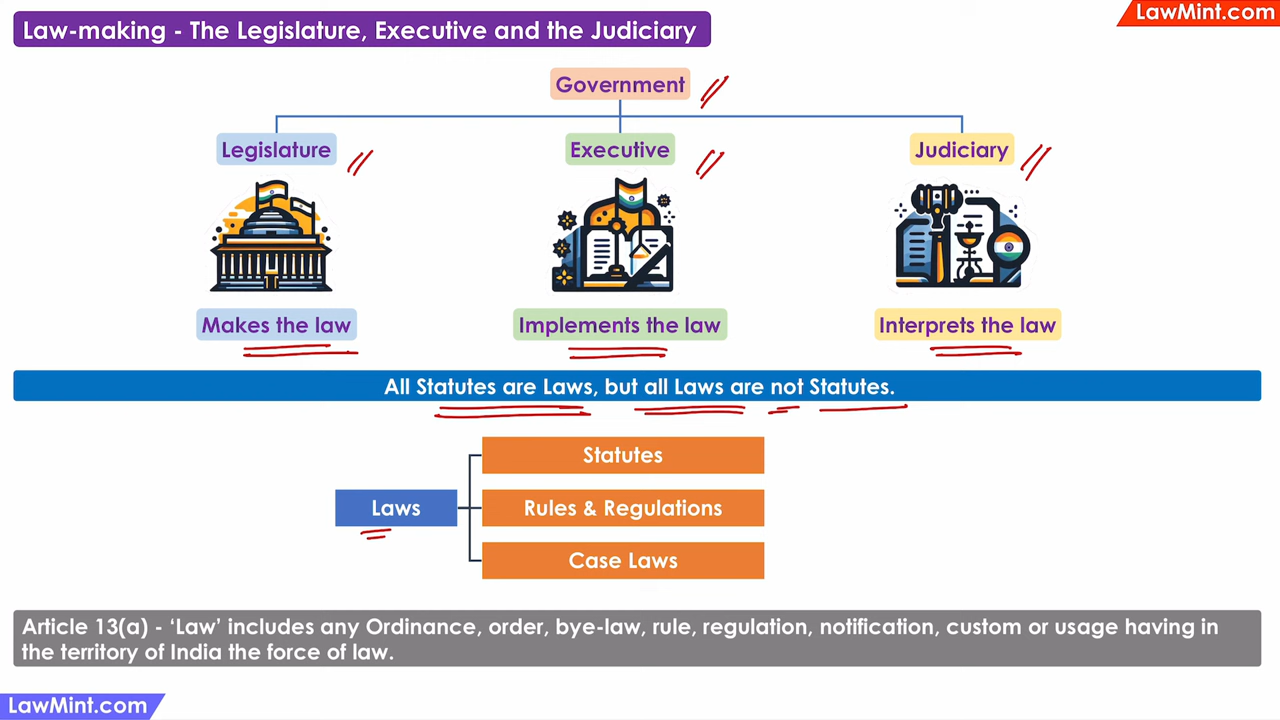 Law-making - The Legislature, Executive and the Judiciary
LawMint.com
Government
Legislature
Executive
Judiciary
Makes the law
Implements the law
Interprets the law
All Statutes are Laws, but all Laws are not Statutes.
Laws
Statutes
Rules & Regulations
Case Laws
Article 13(a) - ‘Law’ includes any Ordinance, order, bye-law, rule, regulation, notification, custom or usage having in
the territory of India the force of law.
LawMint.com